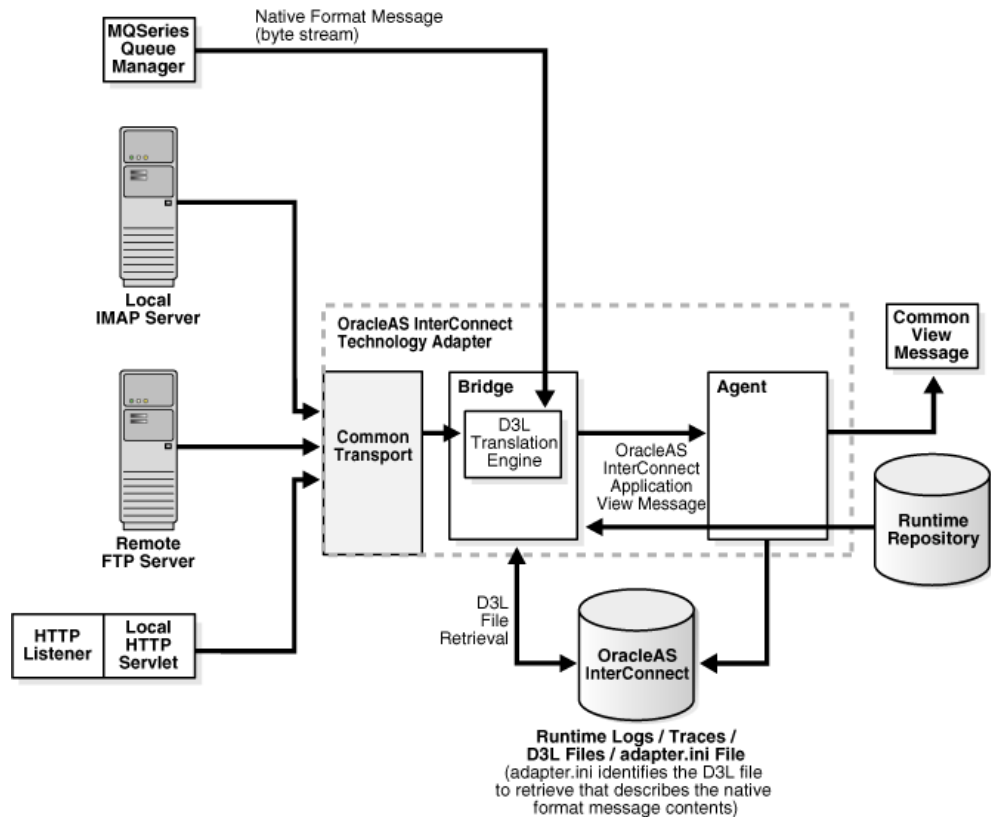 Native Format Message
(byte stream)
MQSeries
Queue
Manager
Local
IMAP Server
OracleAS InterConnect
Technology Adapter
Common
View
Message
Bridge
Agent
D3L
Translation
Engine
Common
Transport
OracleAS
InterConnect
Application
View Message
Runtime
Repository
Remote
FTP Server
D3L
File
Retrieval
HTTP
Listener
Local
HTTP
Servlet
OracleAS
InterConnect
Runtime Logs / Traces /
D3L Files / adapter.ini File
(adapter.ini identifies the D3L file
to retrieve that describes the native
format message contents)